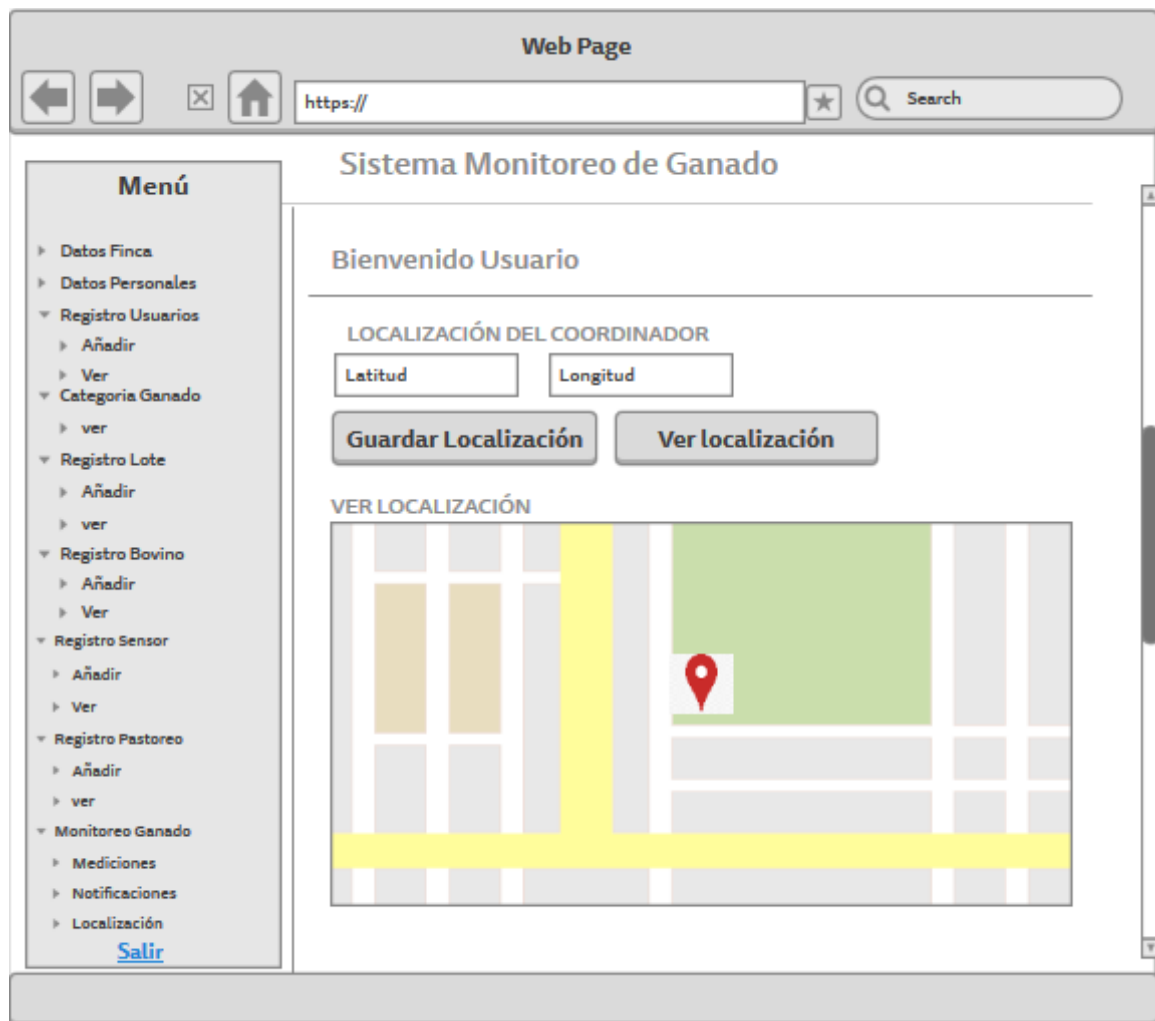 Web Page
https://
Search
Menú
Datos Finca
Datos Personales
Registro Usuarios
Añadir
Ver
Categoria Ganado
ver
Registro Lote
Añadir
ver
Registro Bovino
Añadir
Ver
Registro Sensor
Añadir
Ver
Registro Pastoreo
Añadir
ver
Monitoreo Ganado
Mediciones
Notificaciones
Localización
Salir
Sistema Monitoreo de Ganado
Bienvenido Usuario
LOCALIZACIÓN DEL COORDINADOR
Latitud Longitud
Guardar Localización Ver localización
VER LOCALIZACIÓN